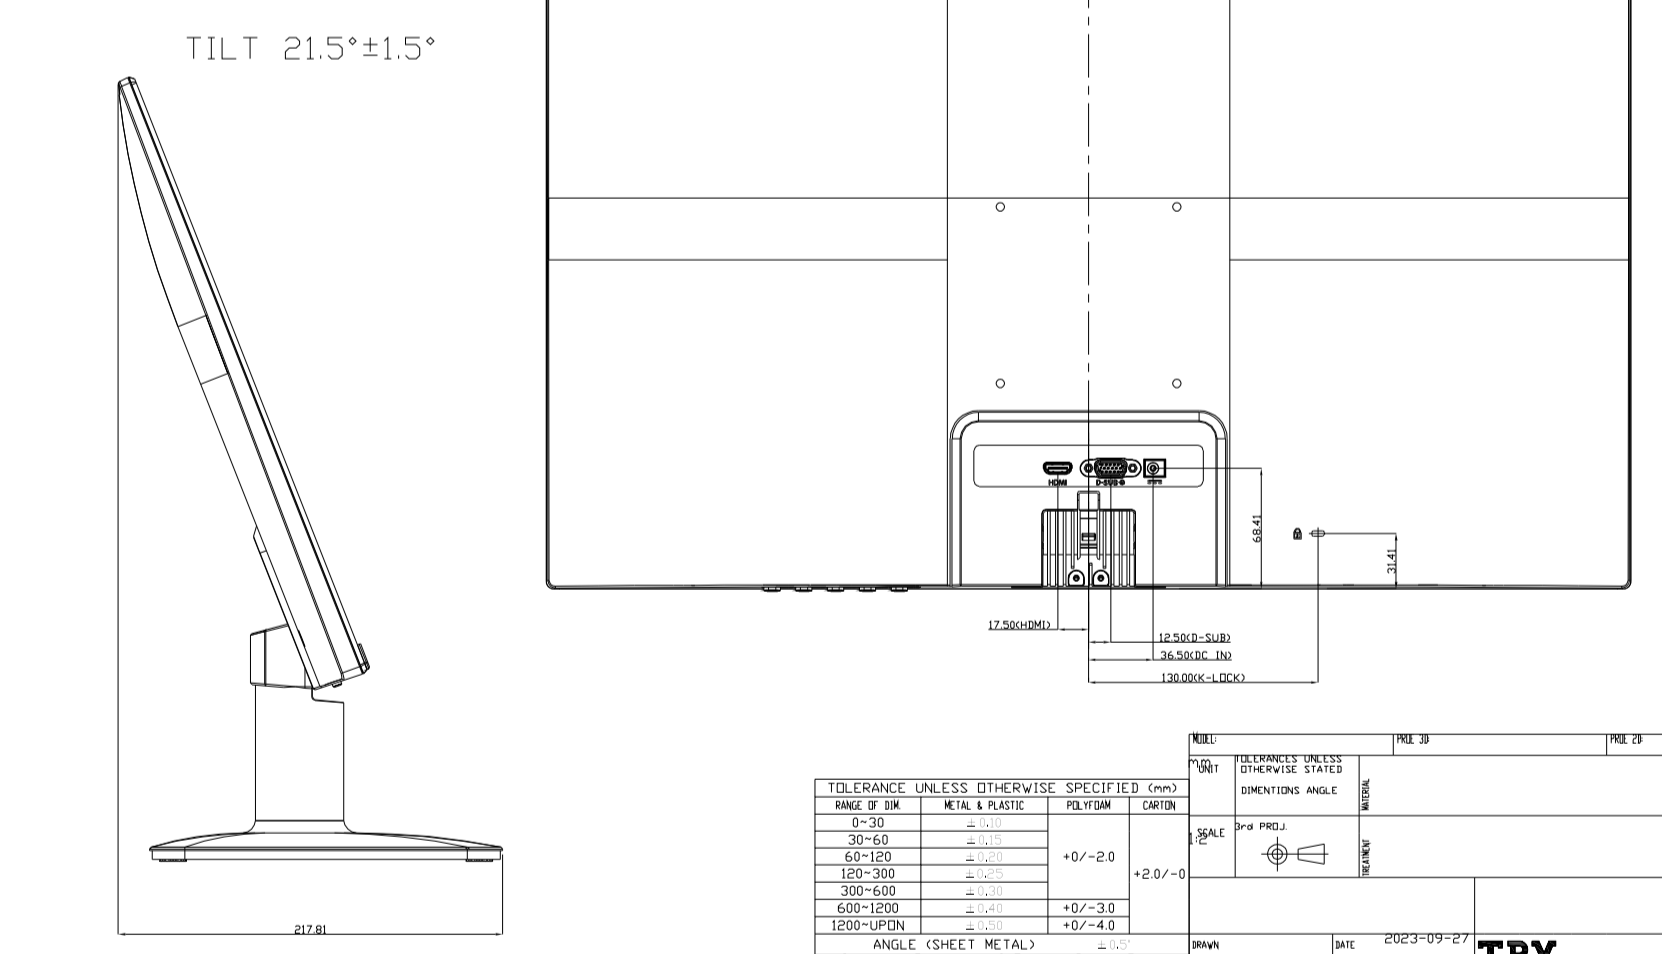 TILT 21.5°±1.5°
HDMI
D-SUB
68.41
31.41
17.50(HDMI)
12.50(D-SUB)
36.50(DC IN)
130.00(K-LOCK)
217.81
TOLERANCE UNLESS OTHERWISE SPECIFIED (mm)
RANGE OF DIM. METAL & PLASTIC POLYFOAM CARTON
0~30 ±0.10
30~60 ±0.15
60~120 ±0.20 +0/-2.0
120~300 ±0.25 +2.0/-0
300~600 ±0.30
600~1200 ±0.40 +0/-3.0
1200~UPON ±0.50 +0/-4.0
ANGLE (SHEET METAL) ±0.5°
MODEL: PROE 3D: PROE 2D:
mm
UNIT
TOLERANCES UNLESS
OTHERWISE STATED
DIMENTIONS ANGLE
MATERIAL
SCALE
1:2
3rd PROJ.
TREATMENT
DRAWN DATE 2023-09-27
TPV